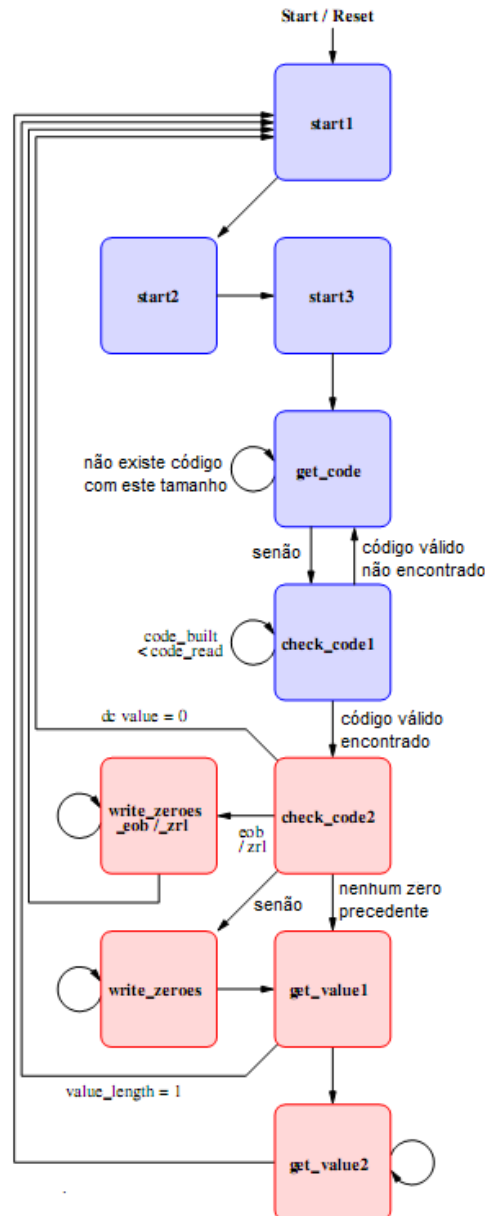 Start / Reset
start1
start2
start3
get_code
não existe código
com este tamanho
senão
código válido
não encontrado
check_code1
code_built
< code_read
dc value = 0
código válido
encontrado
write_zeroes
_eob /_zrl
check_code2
eob
/ zrl
nenhum zero
precedente
senão
write_zeroes
get_value1
value_length = 1
get_value2